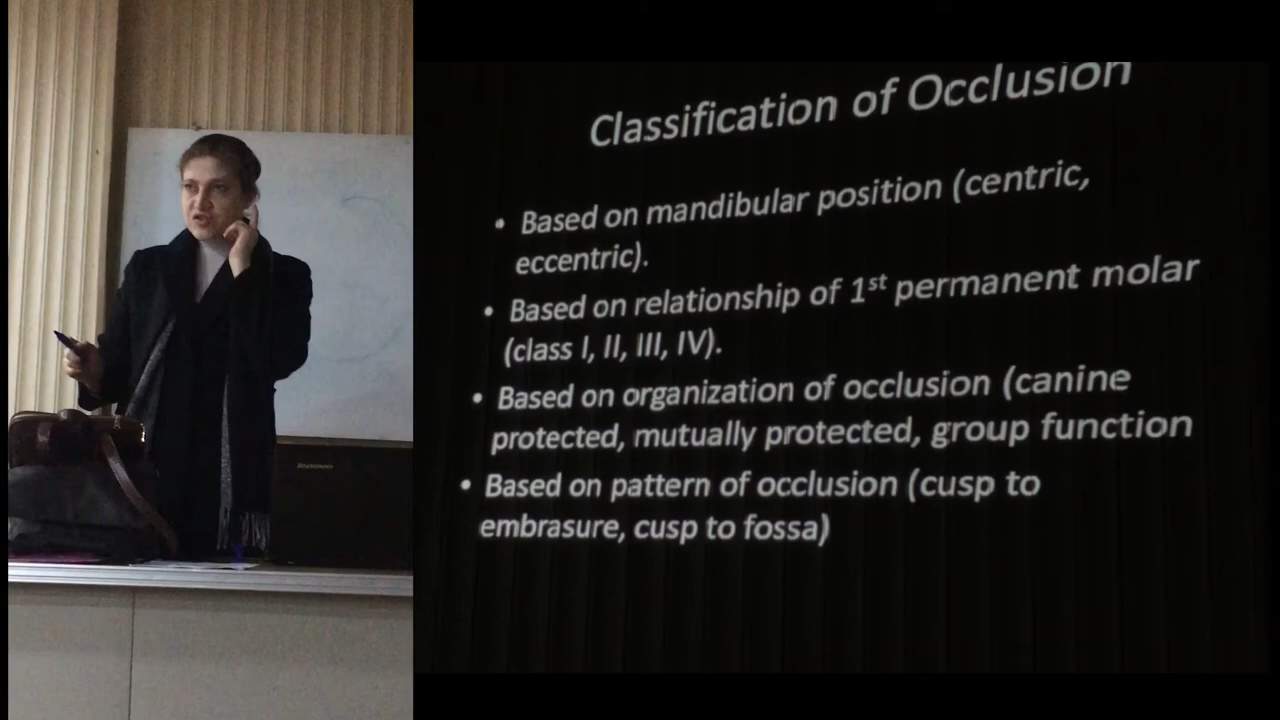 Classification of Occlusion
• Based on mandibular position (centric,
eccentric).
• Based on relationship of 1st permanent molar
(class I, II, III, IV).
• Based on organization of occlusion (canine
protected, mutually protected, group function
• Based on pattern of occlusion (cusp to
embrasure, cusp to fossa)